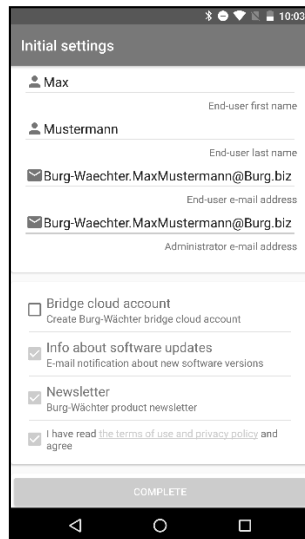 10:03
Initial settings
Max
End-user first name
Mustermann
End-user last name
Burg-Waechter.MaxMustermann@Burg.biz
End-user e-mail address
Burg-Waechter.MaxMustermann@Burg.biz
Administrator e-mail address
Bridge cloud account
Create Burg-Wächter bridge cloud account
Info about software updates
E-mail notification about new software versions
Newsletter
Burg-Wächter product newsletter
I have read the terms of use and privacy policy and
agree
COMPLETE